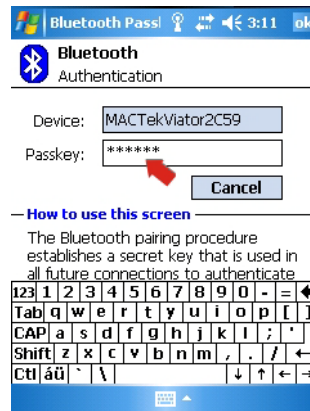 Bluetooth Passl 3:11 ok
Bluetooth
Authentication
Device: MACTekViator2C59
Passkey: ******
Cancel
How to use this screen
The Bluetooth pairing procedure
establishes a secret key that is used in
all future connections to authenticate
123 1 2 3 4 5 6 7 8 9 0 - = ←
Tab q w e r t y u i o p [ ]
CAP a s d f g h j k l ; '
Shift z x c v b n m , . / ←
Ctl áü ` \ ↓ ↑ ← →